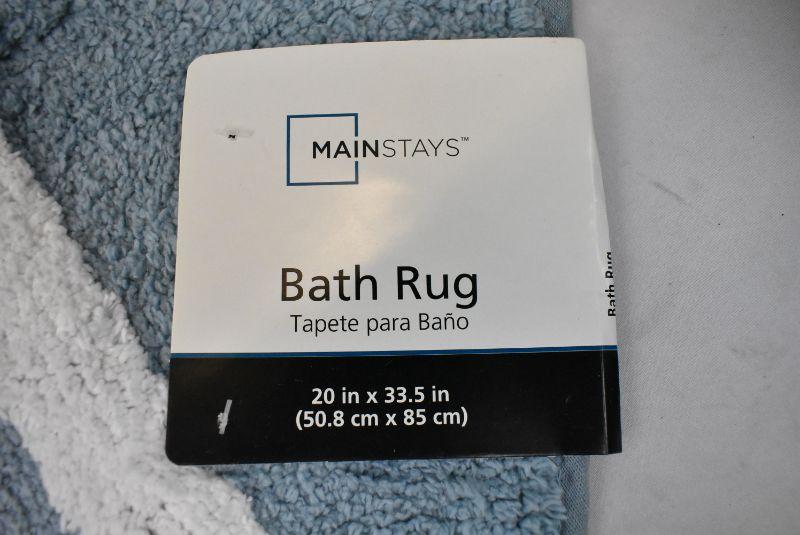 MAINSTAYS™
Bath Rug
Tapete para Baño
20 in x 33.5 in
(50.8 cm x 85 cm)
Bath Rug